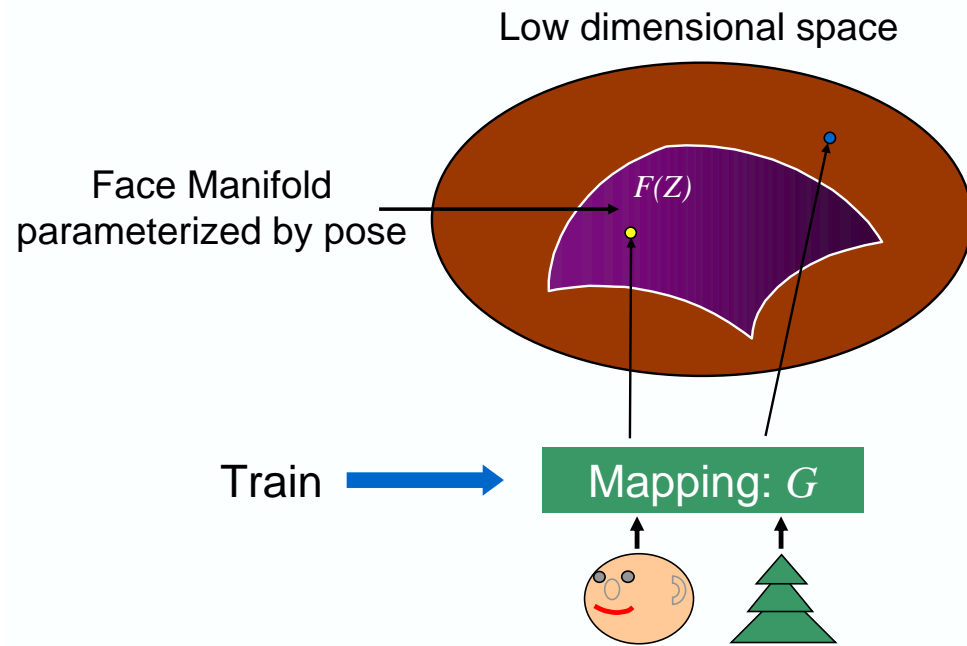 Low dimensional space
Face Manifold
parameterized by pose
F(Z)
Train
Mapping: G